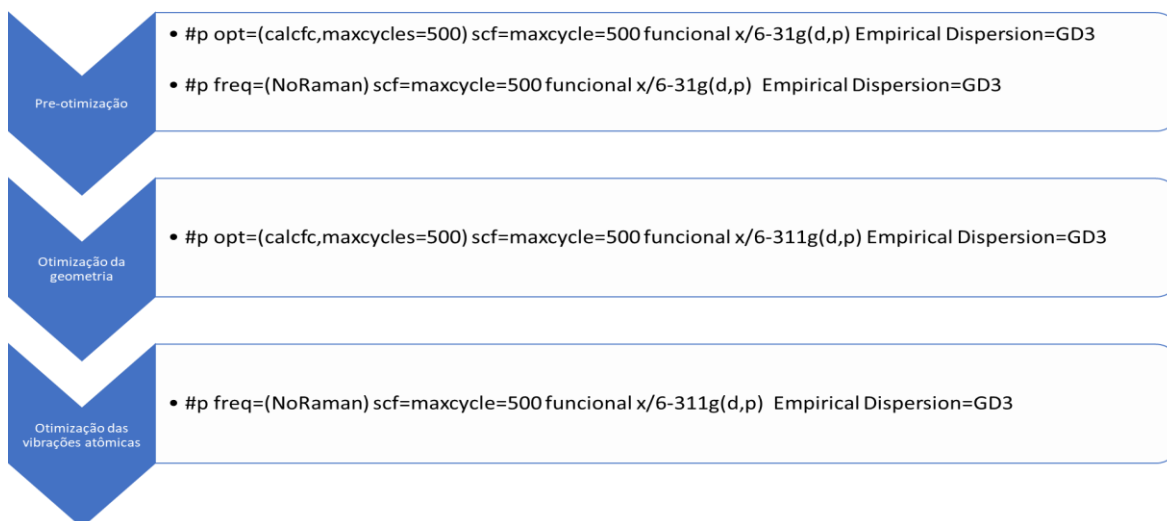 • #p opt=(calcfc,maxcycles=500) scf=maxcycle=500 funcional x/6-31g(d,p) Empirical Dispersion=GD3
• #p freq=(NoRaman) scf=maxcycle=500 funcional x/6-31g(d,p) Empirical Dispersion=GD3
Pre-otimização
• #p opt=(calcfc,maxcycles=500) scf=maxcycle=500 funcional x/6-311g(d,p) Empirical Dispersion=GD3
Otimização da
geometria
• #p freq=(NoRaman) scf=maxcycle=500 funcional x/6-311g(d,p) Empirical Dispersion=GD3
Otimização das
vibrações atômicas